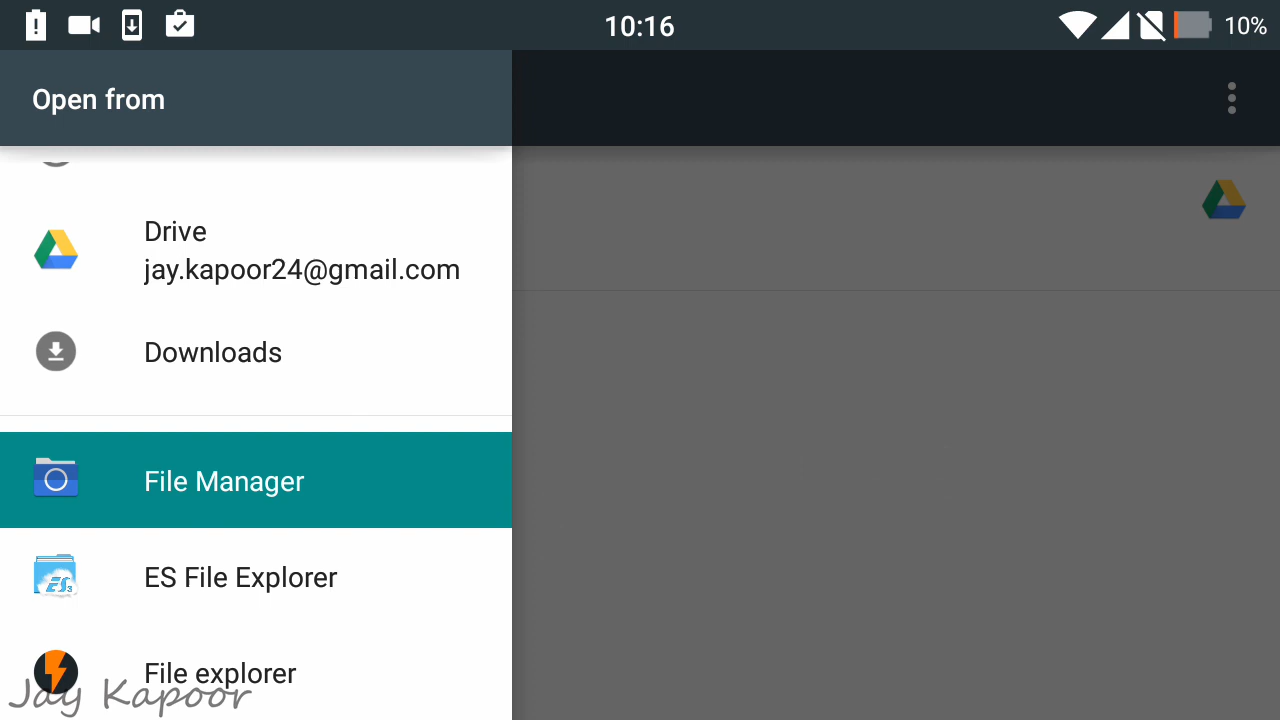 10:16
10%
Open from
Drive
jay.kapoor24@gmail.com
Downloads
File Manager
ES File Explorer
File explorer
Jay Kapoor